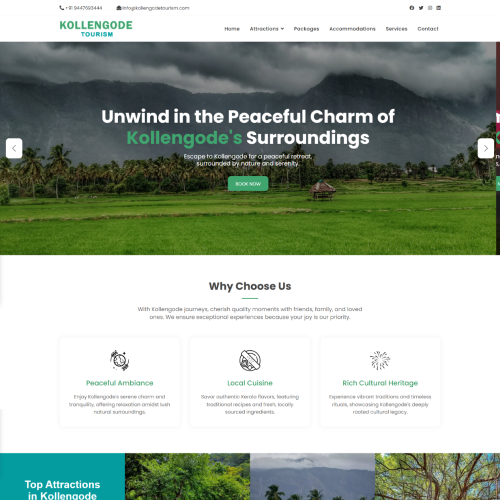 +91 9447693444
info@kollengodetourism.com
KOLLENGODE
TOURISM
Home
Attractions
Packages
Accommodations
Services
Contact
Unwind in the Peaceful Charm of
Kollengode's Surroundings
Escape to Kollengode for a peaceful retreat,
surrounded by nature and serenity.
BOOK NOW
Why Choose Us
With Kollengode journeys, cherish quality moments with friends, family, and loved
ones. We ensure exceptional experiences because your joy is our priority.
Peaceful Ambiance
Enjoy Kollengode's serene charm and
tranquility, offering relaxation amidst lush
natural surroundings.
Local Cuisine
Savor authentic Kerala flavors, featuring
traditional recipes and fresh, locally
sourced ingredients.
Rich Cultural Heritage
Experience vibrant traditions and timeless
rituals, showcasing Kollengode's deeply
rooted cultural legacy.
Top Attractions
in Kollengode